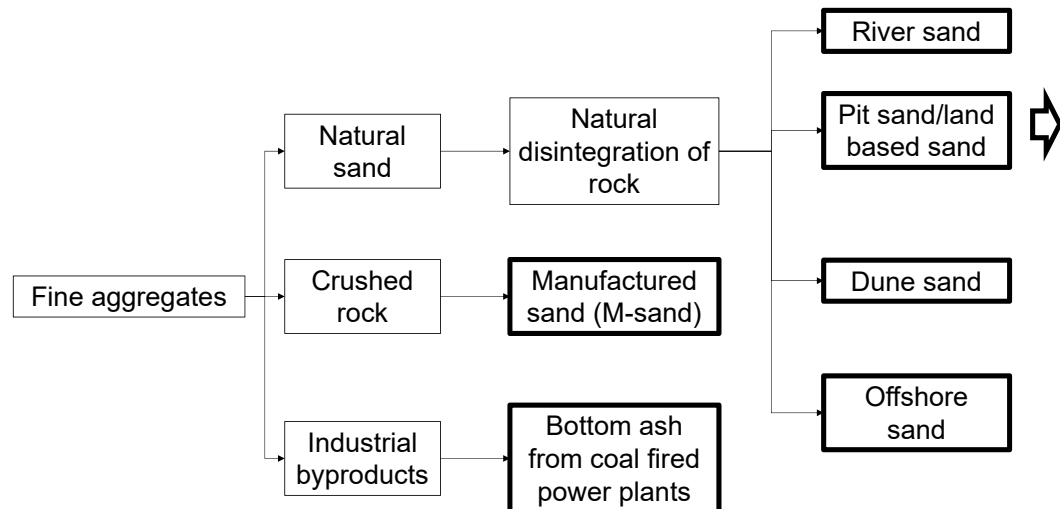 Fine aggregates
Natural
sand
Crushed
rock
Industrial
byproducts
Natural
disintegration of
rock
Manufactured
sand (M-sand)
Bottom ash
from coal fired
power plants
River sand
Pit sand/land
based sand
Dune sand
Offshore
sand